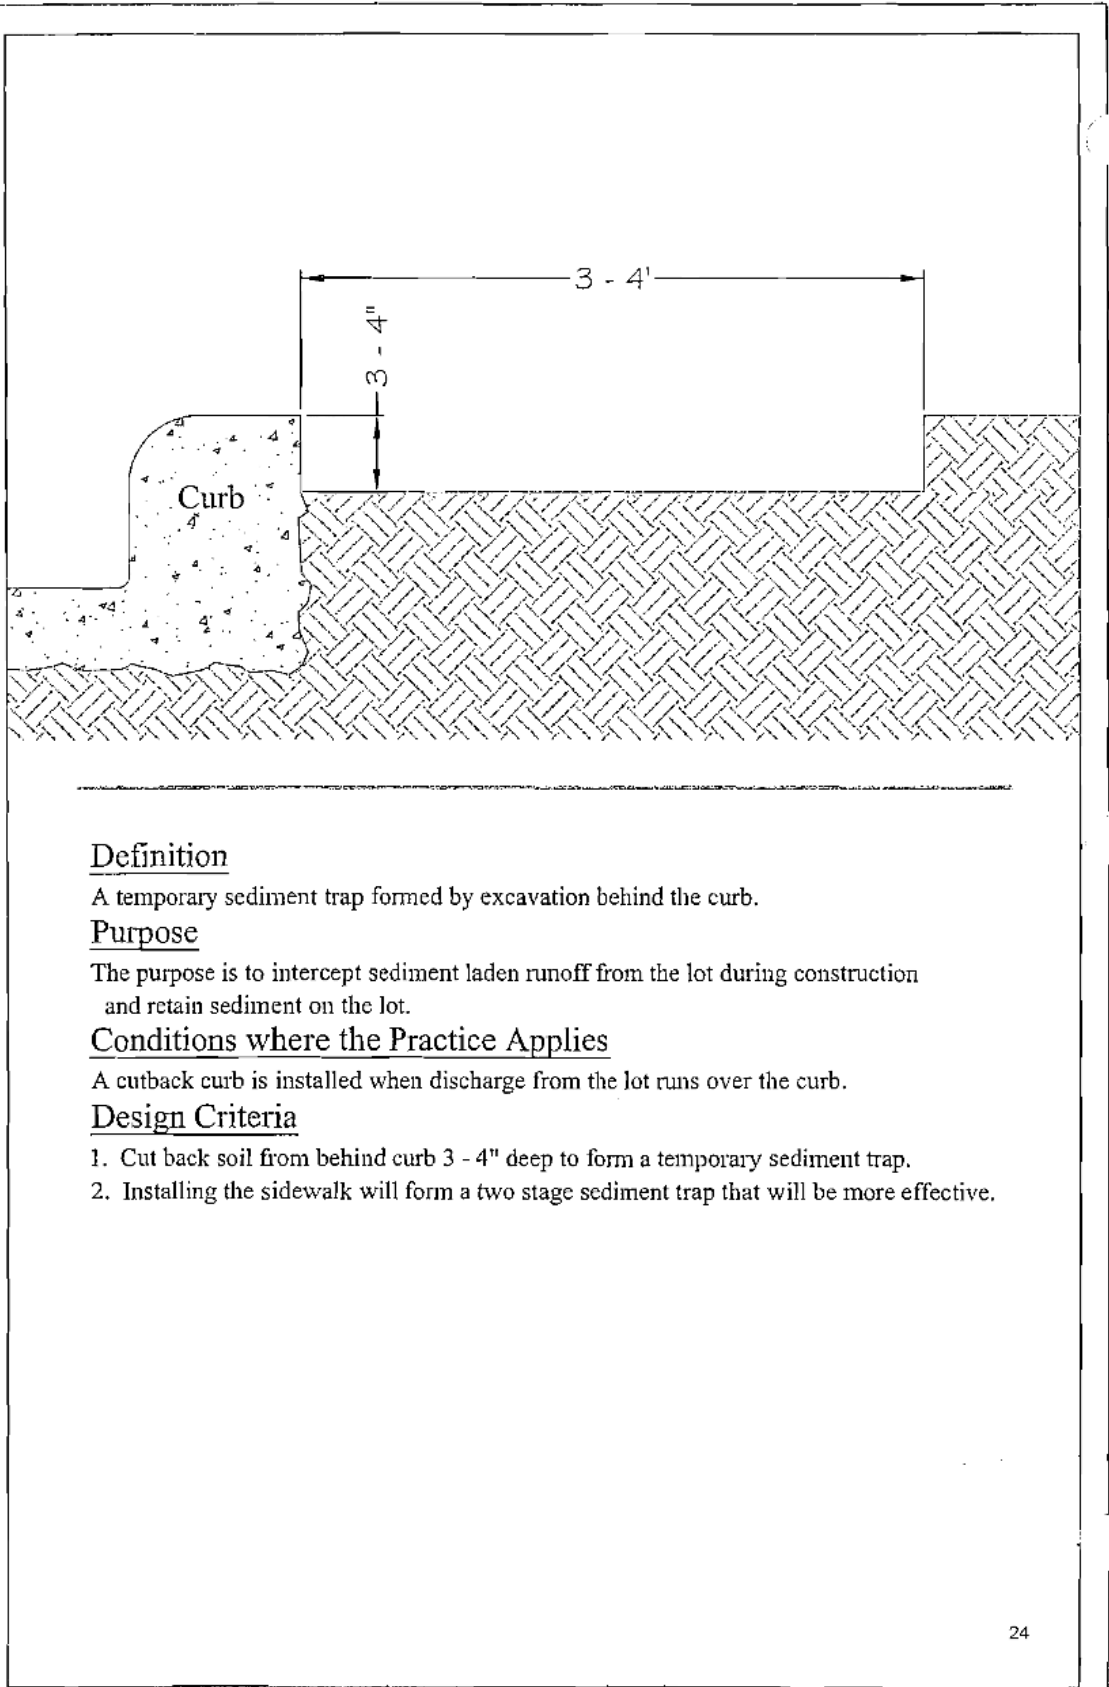 3 - 4'
3 - 4"
Curb
Definition
A temporary sediment trap formed by excavation behind the curb.
Purpose
The purpose is to intercept sediment laden runoff from the lot during construction
and retain sediment on the lot.
Conditions where the Practice Applies
A cutback curb is installed when discharge from the lot runs over the curb.
Design Criteria
1. Cut back soil from behind curb 3 - 4" deep to form a temporary sediment trap.
2. Installing the sidewalk will form a two stage sediment trap that will be more effective.
24